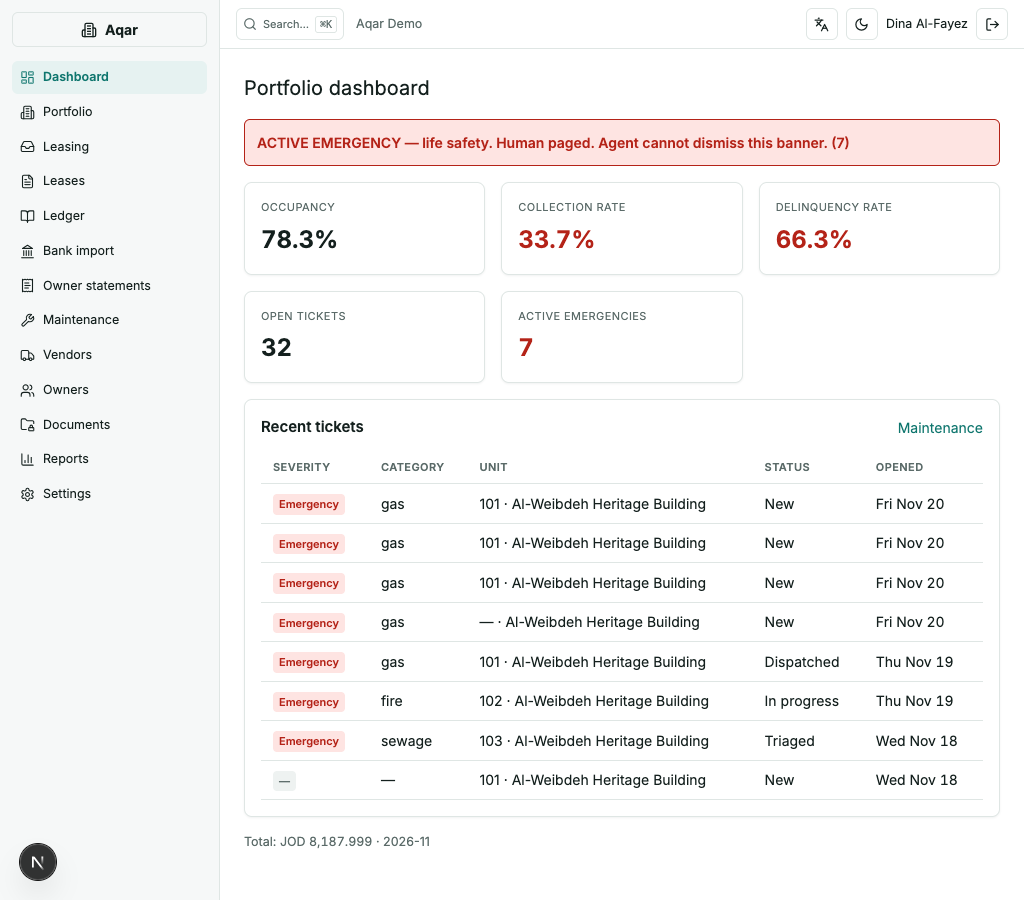 Aqar
Search... ⌘K
Aqar Demo
Dina Al-Fayez
Dashboard
Portfolio
Leasing
Leases
Ledger
Bank import
Owner statements
Maintenance
Vendors
Owners
Documents
Reports
Settings
N
Portfolio dashboard
ACTIVE EMERGENCY — life safety. Human paged. Agent cannot dismiss this banner. (7)
OCCUPANCY
78.3%
COLLECTION RATE
33.7%
DELINQUENCY RATE
66.3%
OPEN TICKETS
32
ACTIVE EMERGENCIES
7
Recent tickets Maintenance
SEVERITY CATEGORY UNIT STATUS OPENED
Emergency gas 101 · Al-Weibdeh Heritage Building New Fri Nov 20
Emergency gas 101 · Al-Weibdeh Heritage Building New Fri Nov 20
Emergency gas 101 · Al-Weibdeh Heritage Building New Fri Nov 20
Emergency gas — · Al-Weibdeh Heritage Building New Fri Nov 20
Emergency gas 101 · Al-Weibdeh Heritage Building Dispatched Thu Nov 19
Emergency fire 102 · Al-Weibdeh Heritage Building In progress Thu Nov 19
Emergency sewage 103 · Al-Weibdeh Heritage Building Triaged Wed Nov 18
— — 101 · Al-Weibdeh Heritage Building New Wed Nov 18
Total: JOD 8,187.999 · 2026-11